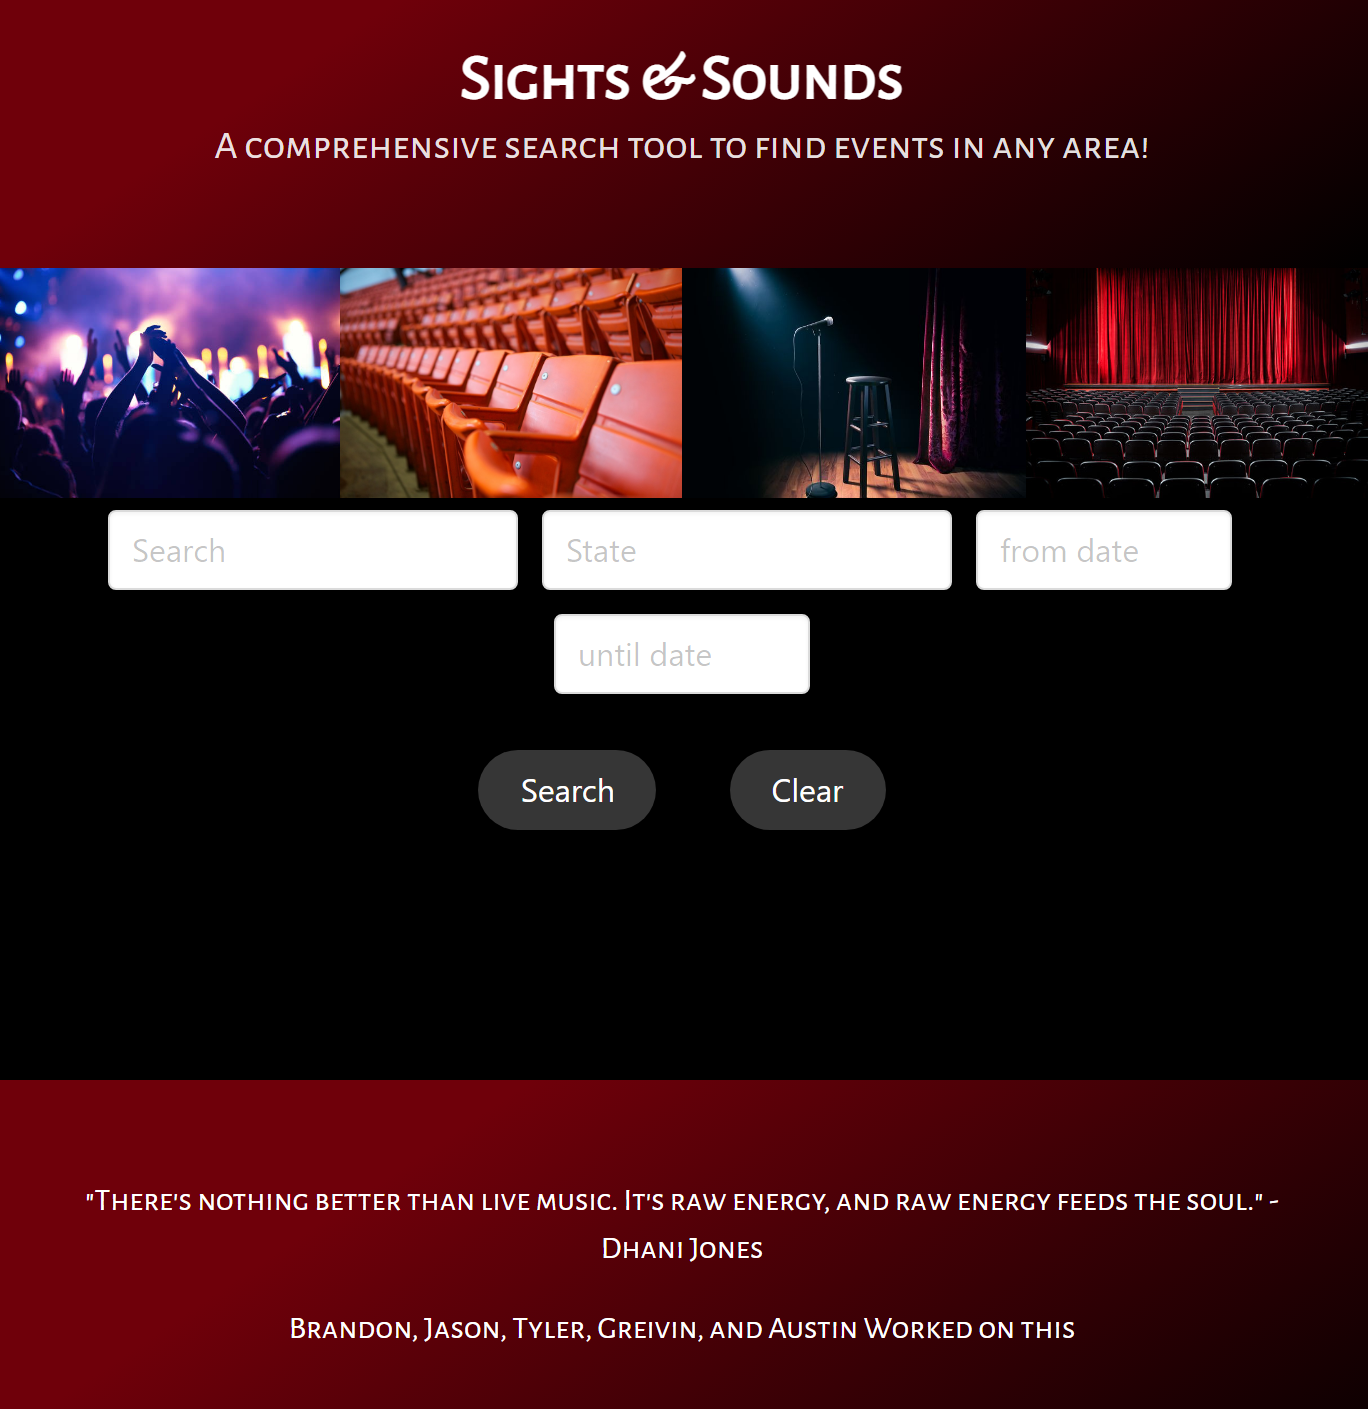 Sights & Sounds
A comprehensive search tool to find events in any area!
Search
State
from date
until date
Search
Clear
"There's nothing better than live music. It's raw energy, and raw energy feeds the soul." -
Dhani Jones
Brandon, Jason, Tyler, Greivin, and Austin Worked on this